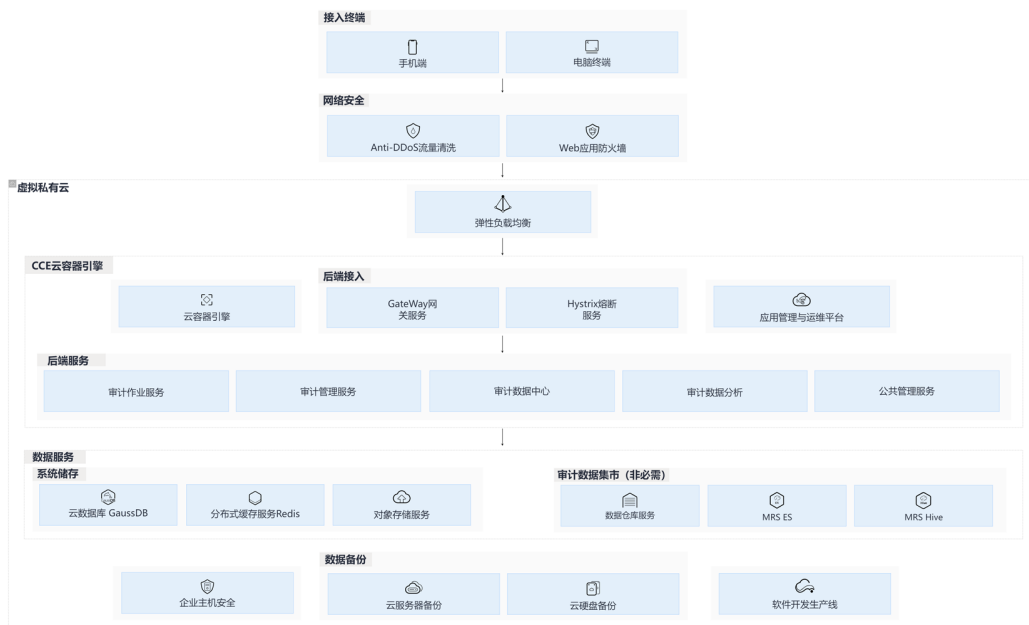 接入终端
手机端
电脑终端
网络安全
Anti-DDoS流量清洗
Web应用防火墙
虚拟私有云
弹性负载均衡
CCE云容器引擎
后端接入
云容器引擎
GateWay网
关服务
Hystrix熔断
服务
应用管理与运维平台
后端服务
审计作业服务
审计管理服务
审计数据中心
审计数据分析
公共管理服务
数据服务
系统储存
云数据库 GaussDB
分布式缓存服务Redis
对象存储服务
审计数据集市（非必需）
数据仓库服务
MRS ES
MRS Hive
数据备份
企业主机安全
云服务器备份
云硬盘备份
软件开发生产线